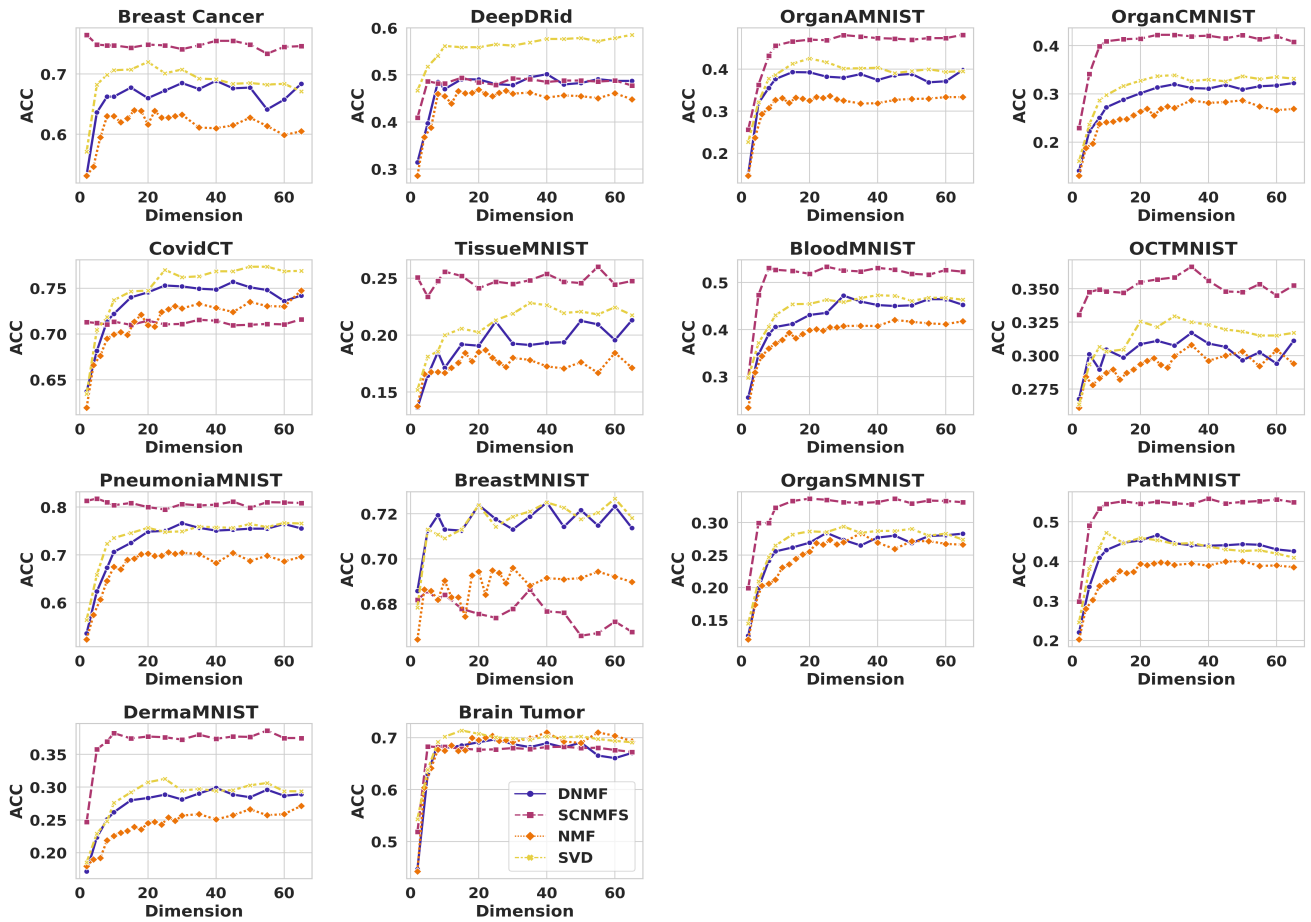 Breast Cancer
ACC
0.7
0.6
0 20 40 60
Dimension
DeepDRid
ACC
0.6
0.5
0.4
0.3
0 20 40 60
Dimension
OrganAMNIST
ACC
0.4
0.3
0.2
0 20 40 60
Dimension
OrganCMNIST
ACC
0.4
0.3
0.2
0 20 40 60
Dimension
CovidCT
ACC
0.75
0.70
0.65
0 20 40 60
Dimension
TissueMNIST
ACC
0.25
0.20
0.15
0 20 40 60
Dimension
BloodMNIST
ACC
0.5
0.4
0.3
0 20 40 60
Dimension
OCTMNIST
ACC
0.350
0.325
0.300
0.275
0 20 40 60
Dimension
PneumoniaMNIST
ACC
0.8
0.7
0.6
0 20 40 60
Dimension
BreastMNIST
ACC
0.72
0.70
0.68
0 20 40 60
Dimension
OrganSMNIST
ACC
0.30
0.25
0.20
0.15
0 20 40 60
Dimension
PathMNIST
ACC
0.5
0.4
0.3
0.2
0 20 40 60
Dimension
DermaMNIST
ACC
0.35
0.30
0.25
0.20
0 20 40 60
Dimension
Brain Tumor
ACC
0.7
0.6
0.5
DNMF
SCNMFS
NMF
SVD
0 20 40 60
Dimension